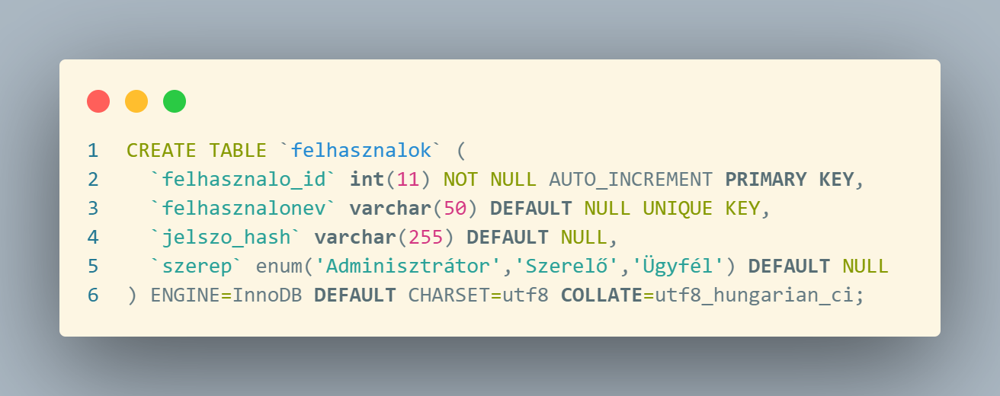 1 CREATE TABLE `felhasznalok` (
2   `felhasznalo_id` int(11) NOT NULL AUTO_INCREMENT PRIMARY KEY,
3   `felhasznalonev` varchar(50) DEFAULT NULL UNIQUE KEY,
4   `jelszo_hash` varchar(255) DEFAULT NULL,
5   `szerep` enum('Adminisztrátor','Szerelő','Ügyfél') DEFAULT NULL
6 ) ENGINE=InnoDB DEFAULT CHARSET=utf8 COLLATE=utf8_hungarian_ci;